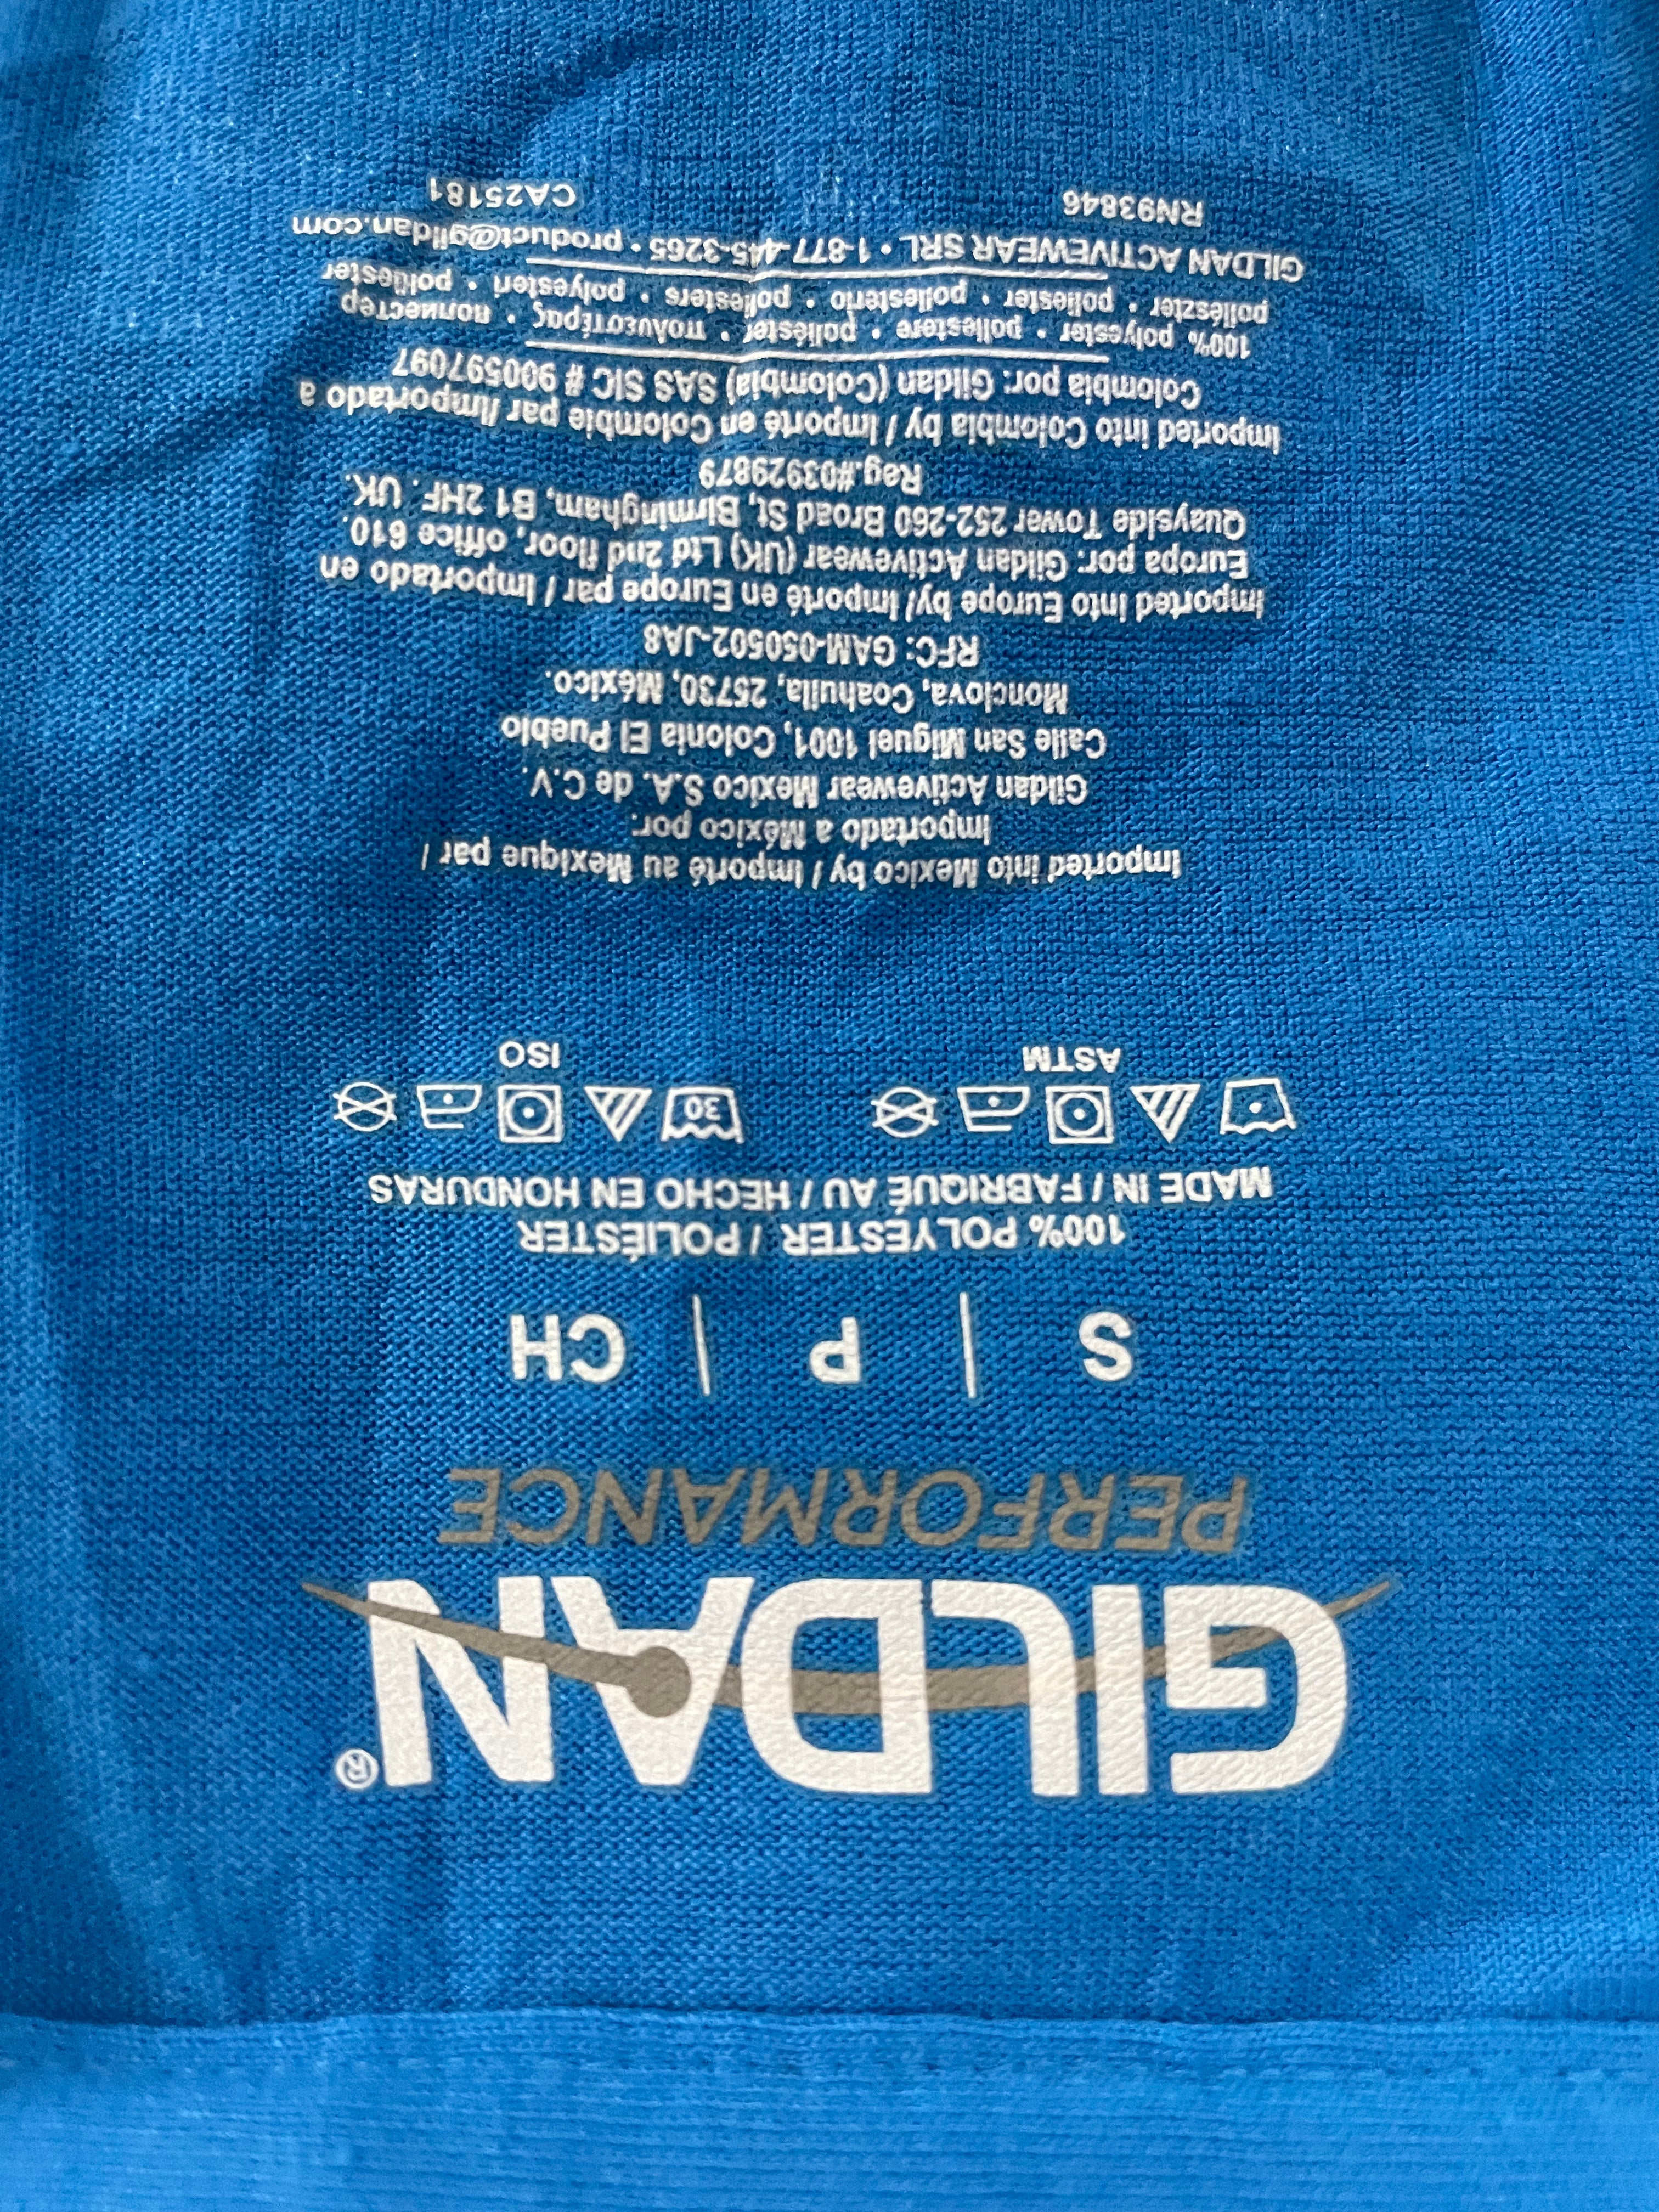 GILDAN®
PERFORMANCE
S | P | CH
100% POLYESTER / POLIÉSTER
MADE IN / FABRIQUÉ AU / HECHO EN HONDURAS
30
ASTM ISO
Imported into Mexico by / Importé au Mexique par /
Importado a México por:
Gildan Activewear Mexico S.A. de C.V.
Calle San Miguel 1001, Colonia El Pueblo
Monclova, Coahuila, 25730, México.
RFC: GAM-050502-JA8
Imported into Europe by/ Importé en Europe par / Importado en
Europa por: Gildan Activewear (UK) Ltd 2nd floor, office 610.
Quayside Tower 252-260 Broad St, Birmingham, B1 2HF. UK.
Reg.#03929879
Imported into Colombia by / Importé en Colombie par /Importado a
Colombia por: Gildan (Colombia) SAS SIC # 900597097
100% polyester • poliestere • poliéster • πολυεστέρας • полиестер
poliészter • poliester • poliesterio • poliesters • polyesteri • poliester
GILDAN ACTIVEWEAR SRL • 1-877-445-3265 • product@gildan.com
RN93846 CA25181